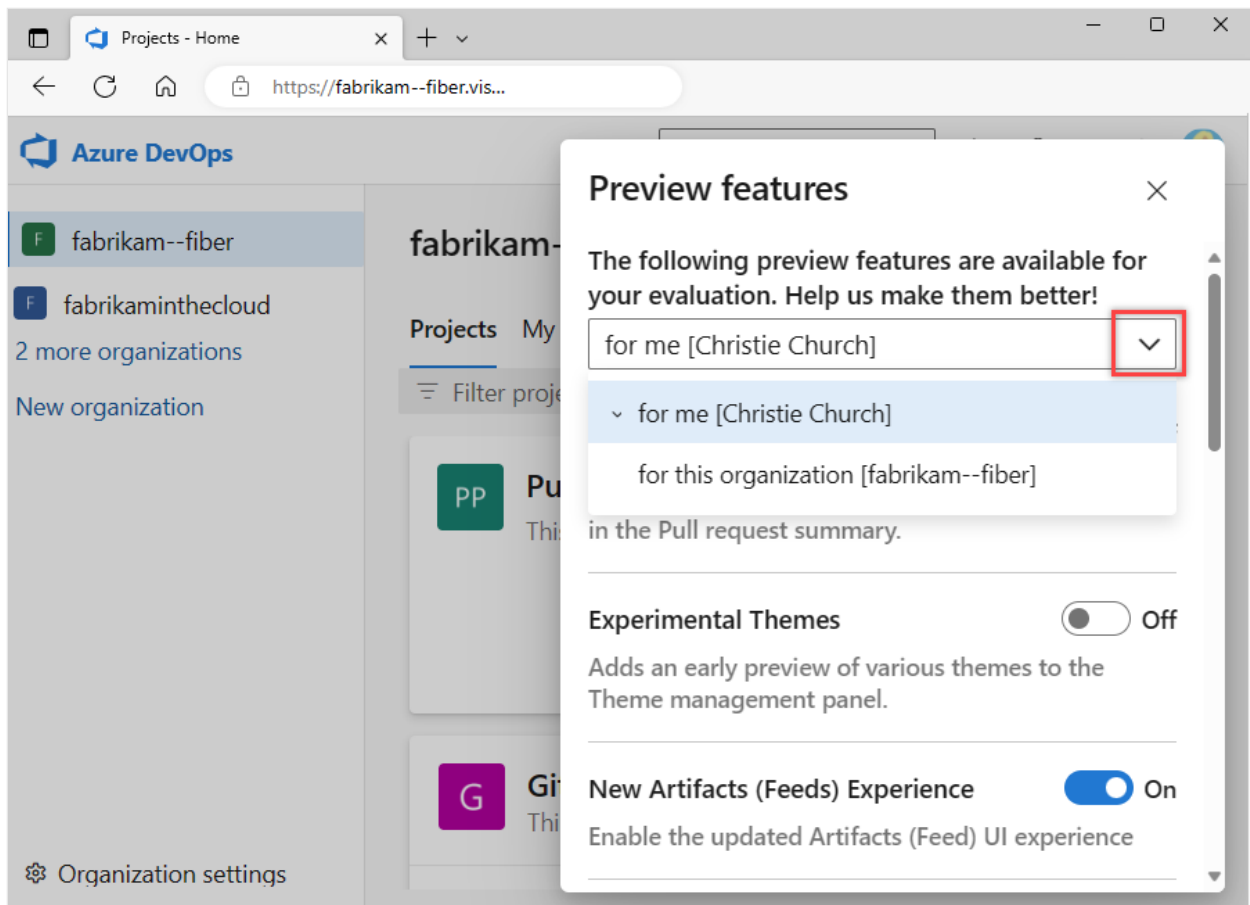 Projects - Home
https://fabrikam--fiber.vis...
Azure DevOps
F fabrikam--fiber
F fabrikaminthecloud
2 more organizations
New organization
Organization settings
fabrikam-
Projects My
Filter proje
PP Pu
Thi
G Git
Thi
Preview features
The following preview features are available for
your evaluation. Help us make them better!
for me [Christie Church]
for me [Christie Church]
for this organization [fabrikam--fiber]
in the Pull request summary.
Experimental Themes Off
Adds an early preview of various themes to the
Theme management panel.
New Artifacts (Feeds) Experience On
Enable the updated Artifacts (Feed) UI experience